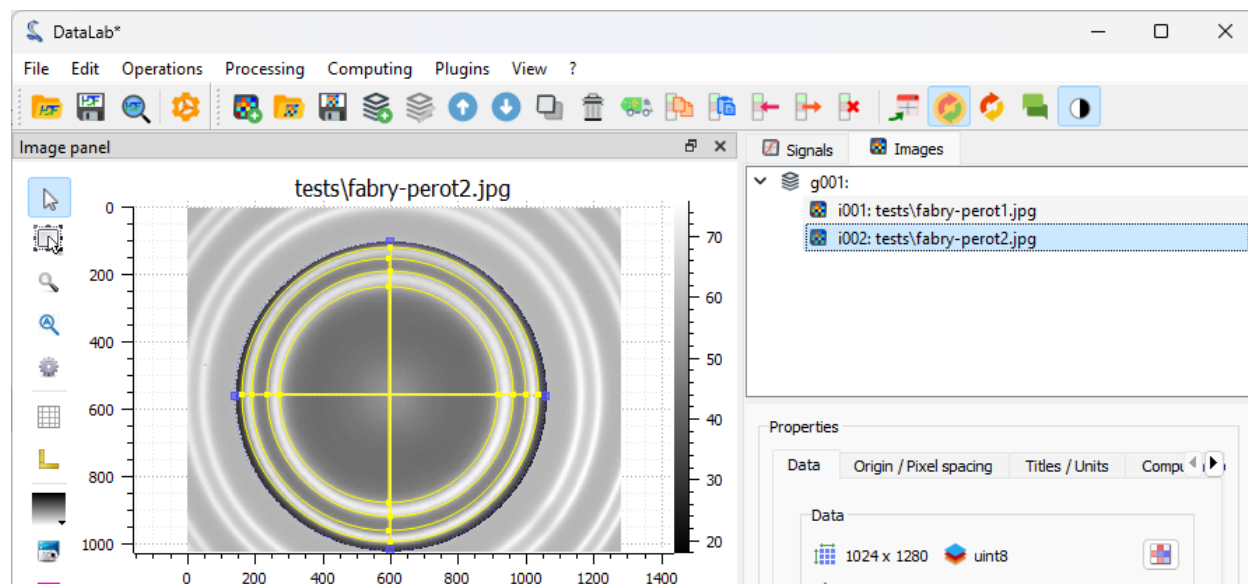 DataLab*
File Edit Operations Processing Computing Plugins View ?
Image panel
Signals
Images
g001:
i001: tests\fabry-perot1.jpg
i002: tests\fabry-perot2.jpg
tests\fabry-perot2.jpg
0
200
400
600
800
1000
0 200 400 600 800 1000 1200 1400
70
60
50
40
30
20
Properties
Data Origin / Pixel spacing Titles / Units
Data
1024 x 1280 uint8